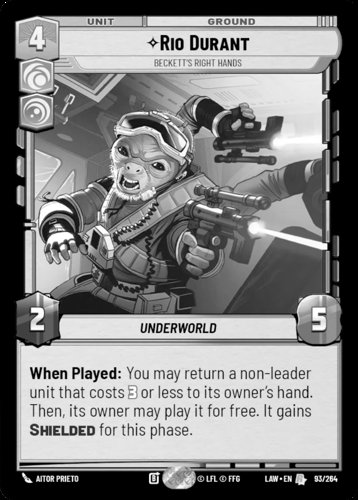 UNIT GROUND
4
✧RIO DURANT
BECKETT'S RIGHT HANDS
2 UNDERWORLD 5
When Played: You may return a non-leader
unit that costs 3 or less to its owner's hand.
Then, its owner may play it for free. It gains
SHIELDED for this phase.
AITOR PRIETO © LFL © FFG LAW • EN R 93/264